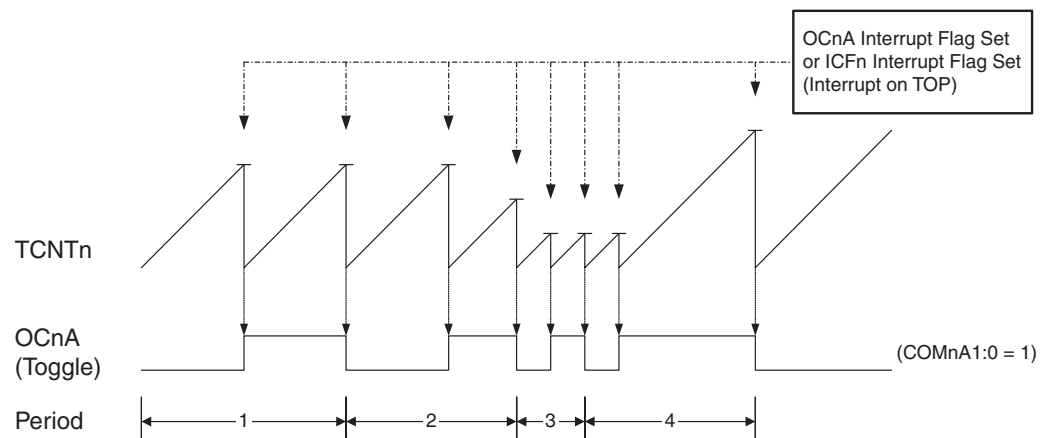 OCnA Interrupt Flag Set
or ICFn Interrupt Flag Set
(Interrupt on TOP)
TCNTn
OCnA
(Toggle)
(COMnA1:0 = 1)
Period
1
2
3
4